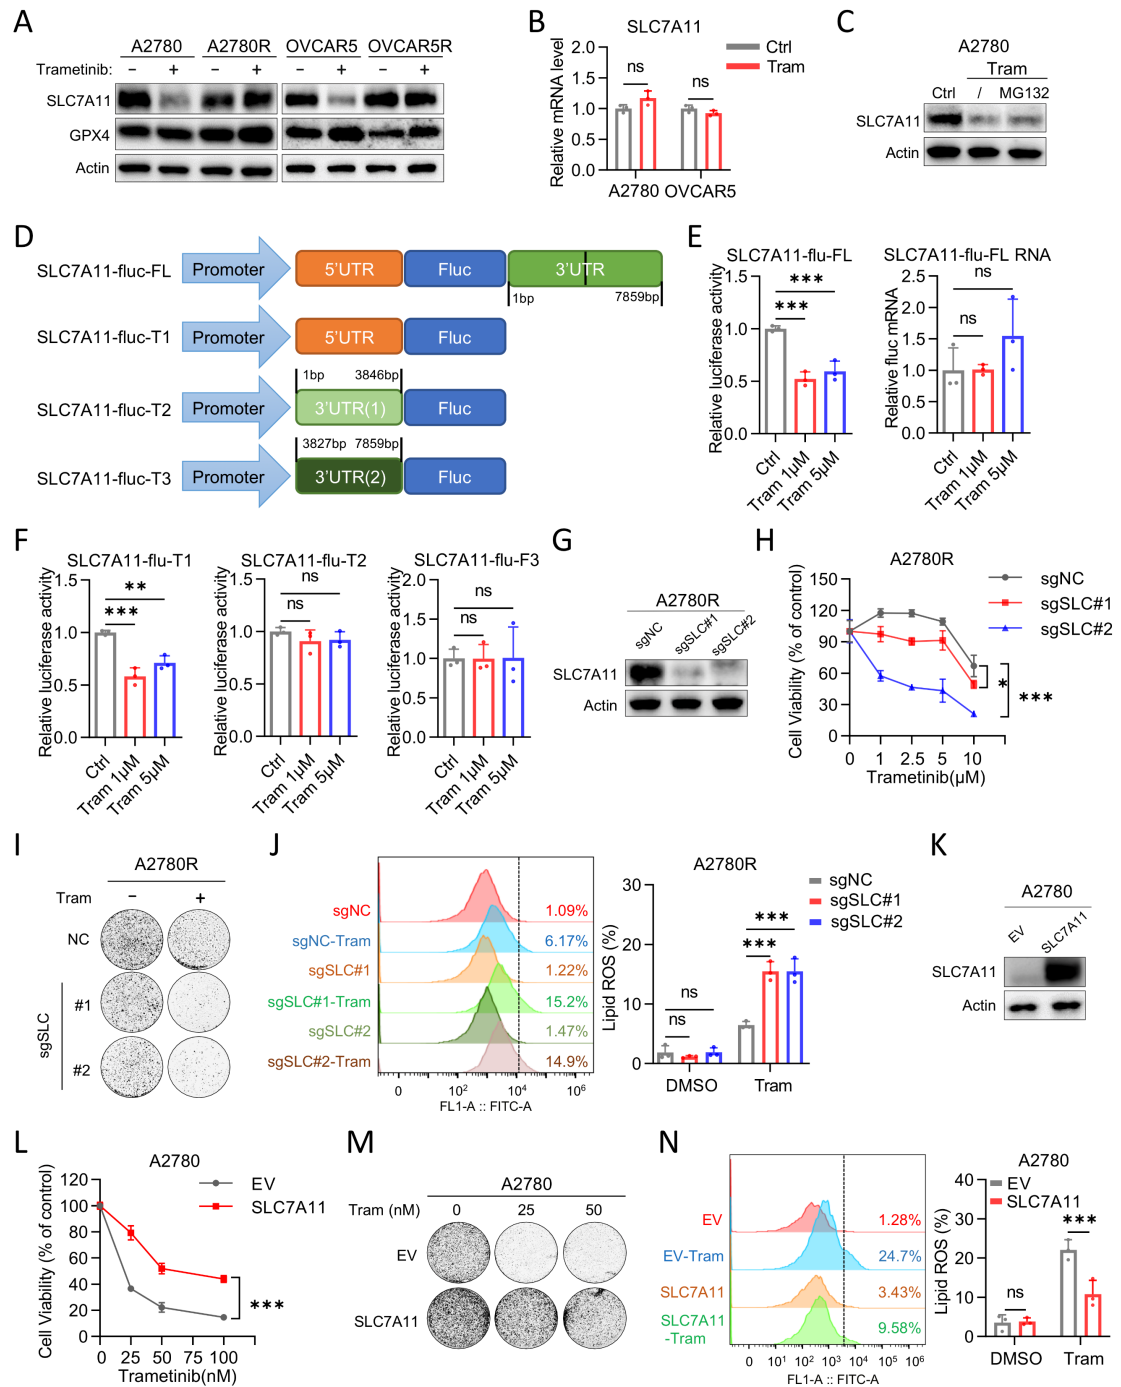 A
A2780 A2780R OVCAR5 OVCAR5R
Trametinib: – + – + – + – +
SLC7A11
GPX4
Actin
B
SLC7A11
Relative mRNA level
2.0
1.5
1.0
0.5
0.0
ns
ns
A2780 OVCAR5
Ctrl
Tram
C
A2780
Tram
Ctrl / MG132
SLC7A11
Actin
D
SLC7A11-fluc-FL Promoter 5'UTR Fluc 3'UTR
1bp 7859bp
SLC7A11-fluc-T1 Promoter 5'UTR Fluc
1bp 3846bp
SLC7A11-fluc-T2 Promoter 3'UTR(1) Fluc
3827bp 7859bp
SLC7A11-fluc-T3 Promoter 3'UTR(2) Fluc
E
SLC7A11-flu-FL
Relative luciferase activity
1.5
1.0
0.5
0.0
***
***
Ctrl
Tram 1μM
Tram 5μM
SLC7A11-flu-FL RNA
Relative fluc mRNA
2.5
2.0
1.5
1.0
0.5
0.0
ns
ns
Ctrl
Tram 1μM
Tram 5μM
F
SLC7A11-flu-T1
Relative luciferase activity
1.5
1.0
0.5
0.0
**
***
Ctrl
Tram 1μM
Tram 5μM
SLC7A11-flu-T2
Relative luciferase activity
1.5
1.0
0.5
0.0
ns
ns
Ctrl
Tram 1μM
Tram 5μM
SLC7A11-flu-F3
Relative luciferase activity
2.0
1.5
1.0
0.5
0.0
ns
ns
Ctrl
Tram 1μM
Tram 5μM
G
A2780R
sgNC sgSLC#1 sgSLC#2
SLC7A11
Actin
H
A2780R
Cell Viability (% of control)
150
120
90
60
30
0
0 1 2.5 5 10
Trametinib(μM)
sgNC
sgSLC#1
sgSLC#2
*
***
I
A2780R
Tram – +
NC
sgSLC
#1
#2
J
sgNC 1.09%
sgNC-Tram 6.17%
sgSLC#1 1.22%
sgSLC#1-Tram 15.2%
sgSLC#2 1.47%
sgSLC#2-Tram 14.9%
0 10² 10⁴ 10⁶
FL1-A :: FITC-A
A2780R
Lipid ROS (%)
30
20
10
0
ns
ns
***
***
DMSO Tram
sgNC
sgSLC#1
sgSLC#2
K
A2780
EV SLC7A11
SLC7A11
Actin
L
A2780
Cell Viability (% of control)
120
100
80
60
40
20
0
0 25 50 75 100
Trametinib(nM)
EV
SLC7A11
***
M
A2780
Tram (nM) 0 25 50
EV
SLC7A11
N
EV 1.28%
EV-Tram 24.7%
SLC7A11 3.43%
SLC7A11
-Tram 9.58%
0 10¹ 10² 10³ 10⁴ 10⁵ 10⁶
FL1-A :: FITC-A
A2780
Lipid ROS (%)
40
30
20
10
0
EV
SLC7A11
ns
***
DMSO Tram